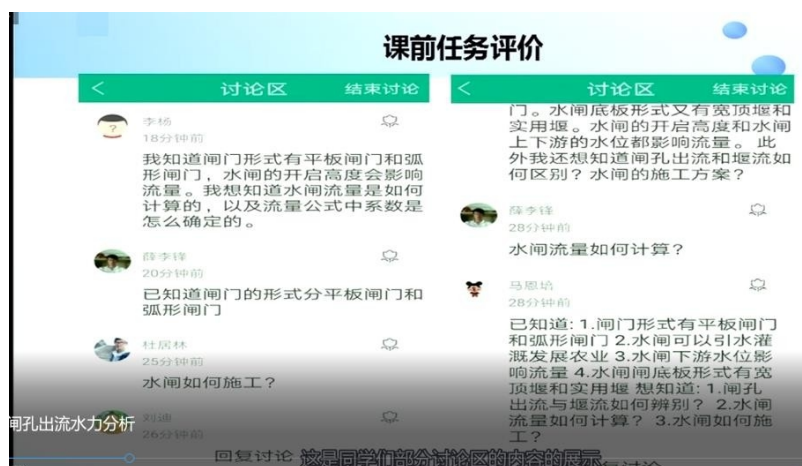 课前任务评价
讨论区
结束讨论
李杨
18分钟前
我知道闸门形式有平板闸门和弧
形闸门，水闸的开启高度会影响
流量。我想知道水闸流量是如何
计算的，以及流量公式中系数是
怎么确定的。
薛李锋
20分钟前
已知道闸门的形式分平板闸门和
弧形闸门
杜居林
25分钟前
水闸如何施工？
刘迪
26分钟前
回复讨论
讨论区
结束讨论
门。水闸底板形式又有宽顶堰和
实用堰。水闸的开启高度和水闸
上下游的水位都影响流量。 此
外我还想知道闸孔出流和堰流如
何区别？水闸的施工方案？
薛李锋
28分钟前
水闸流量如何计算？
马恩培
28分钟前
已知道：1.闸门形式有平板闸门
和弧形闸门 2.水闸可以引水灌
溉发展农业 3.水闸下游水位影
响流量 4.水闸闸底板形式有宽
顶堰和实用堰 想知道：1.闸孔
出流与堰流如何辨别？ 2.水闸
流量如何计算？ 3.水闸如何施
工？
闸孔出流水力分析
这是同学们部分讨论区的内容的展示